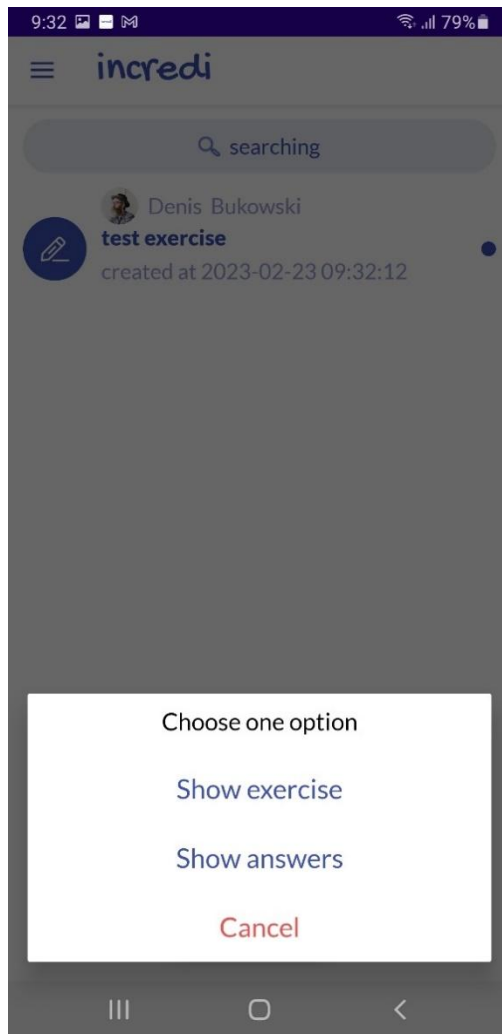 9:32 79%
incredi
searching
Denis Bukowski
test exercise
created at 2023-02-23 09:32:12
Choose one option
Show exercise
Show answers
Cancel